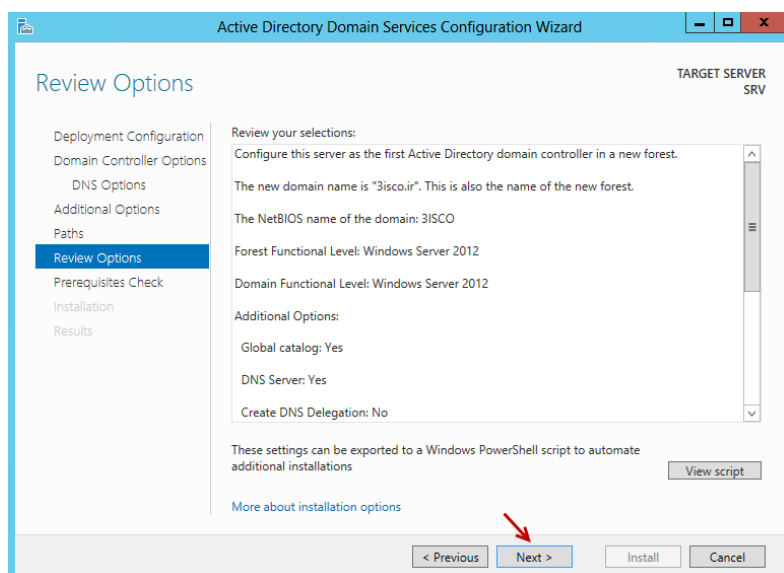 Active Directory Domain Services Configuration Wizard
Review Options
TARGET SERVER
SRV
Deployment Configuration
Domain Controller Options
DNS Options
Additional Options
Paths
Review Options
Prerequisites Check
Installation
Results
Review your selections:
Configure this server as the first Active Directory domain controller in a new forest.
The new domain name is "3isco.ir". This is also the name of the new forest.
The NetBIOS name of the domain: 3ISCO
Forest Functional Level: Windows Server 2012
Domain Functional Level: Windows Server 2012
Additional Options:
Global catalog: Yes
DNS Server: Yes
Create DNS Delegation: No
These settings can be exported to a Windows PowerShell script to automate
additional installations
View script
More about installation options
< Previous
Next >
Install
Cancel